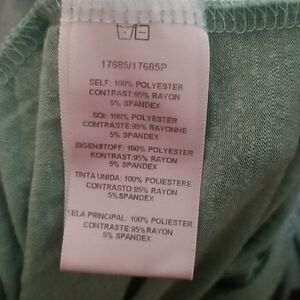 17685/17685P
SELF: 100% POLYESTER
CONTRAST:95% RAYON
5% SPANDEX
SOI: 100% POLYESTER
CONTRASTE:95% RAYONNE
5% SPANDEX
EIGENSTOFF: 100% POLYESTER
KONTRAST:95% RAYON
5% SPANDEX
TINTA UNIDA: 100% POLIESTERE
CONTRASTO:95% RAYON
5%SPANDEX
TELA PRINCIPAL: 100% POLIESTER
CONTRASTE:95% RAYON
5% SPANDEX